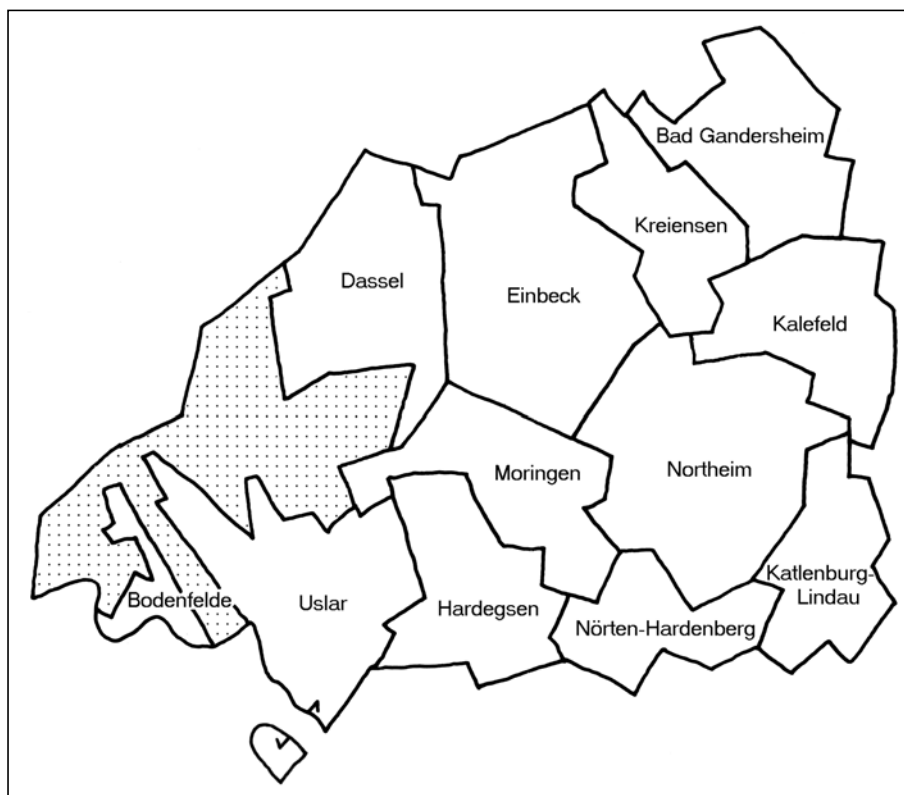 Bad Gandersheim
Kreiensen
Dassel
Einbeck
Kalefeld
Moringen
Northeim
Katlenburg-
Lindau
Bodenfelde
Uslar
Hardegsen
Nörten-Hardenberg